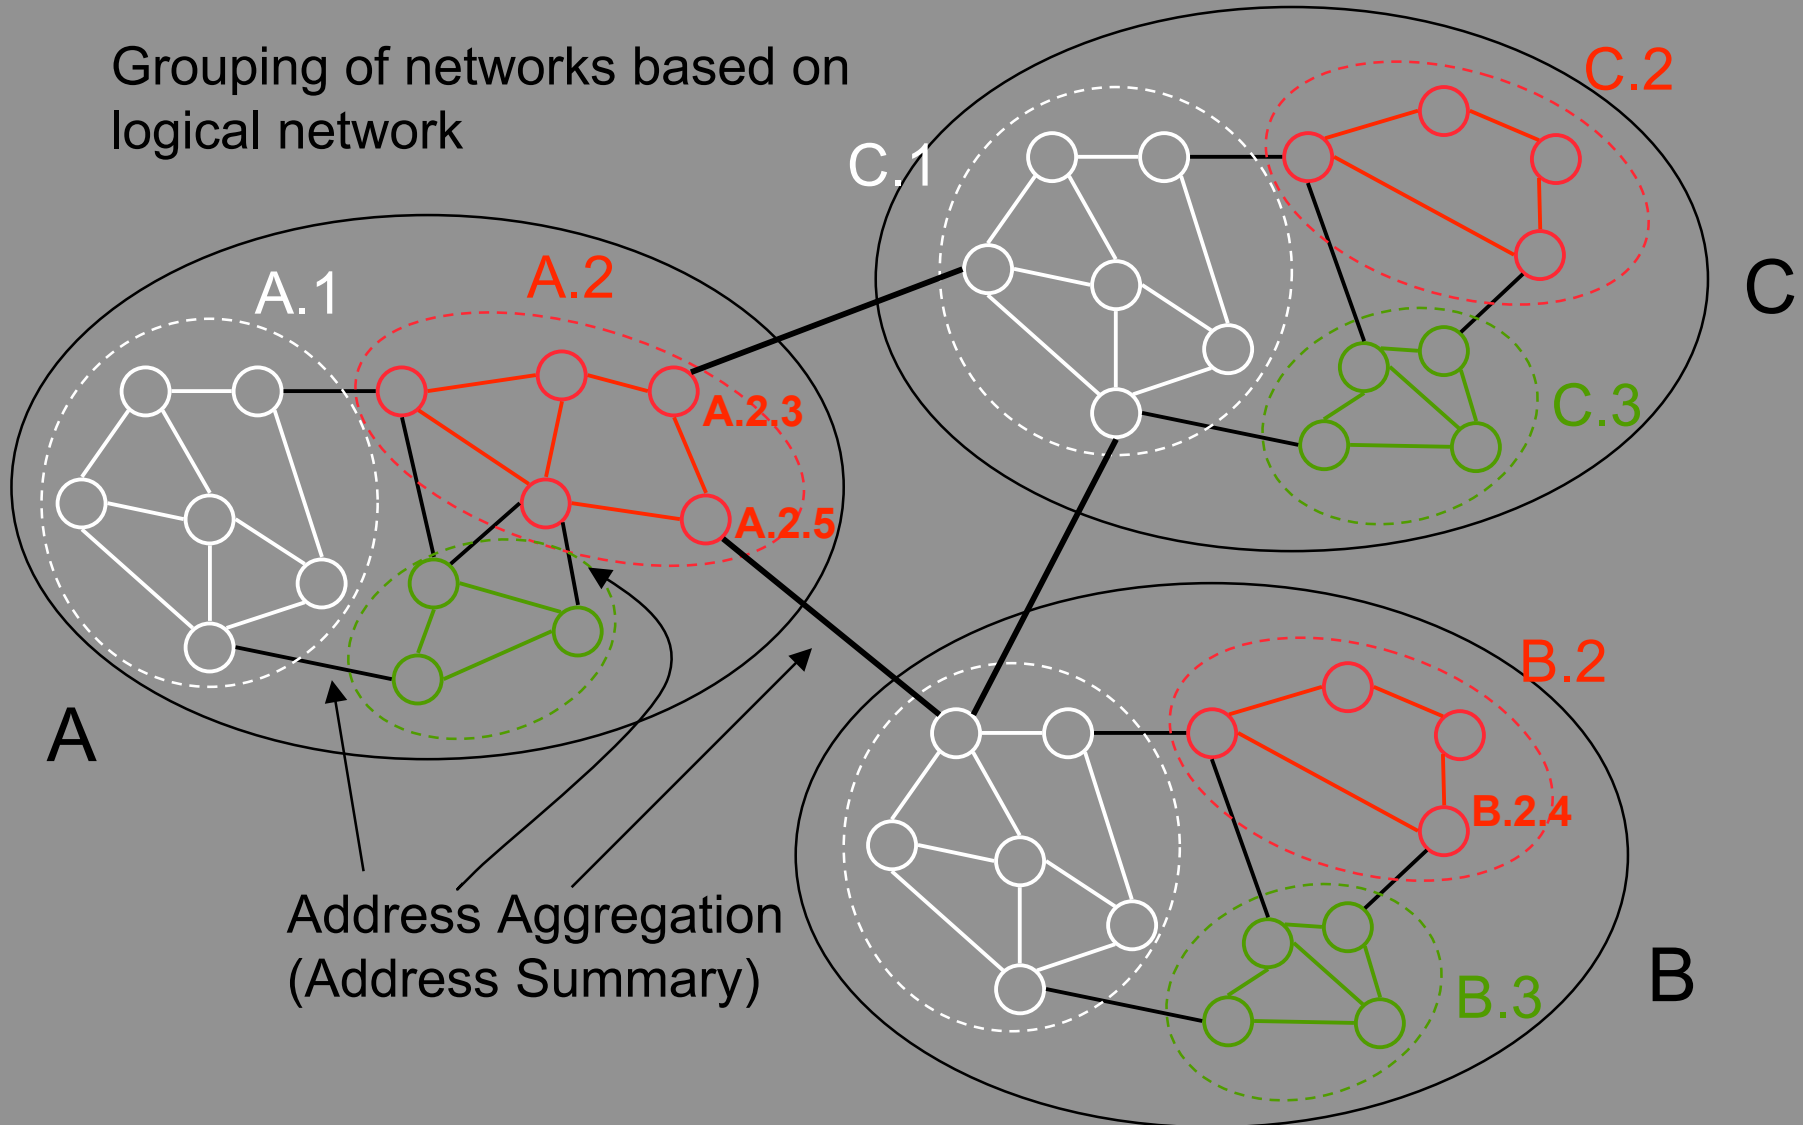 Grouping of networks based on
logical network
C.2
C.1
A.2
A.1
C
A.2.3
C.3
A.2.5
B.2
A
B.2.4
Address Aggregation
(Address Summary)
B
B.3